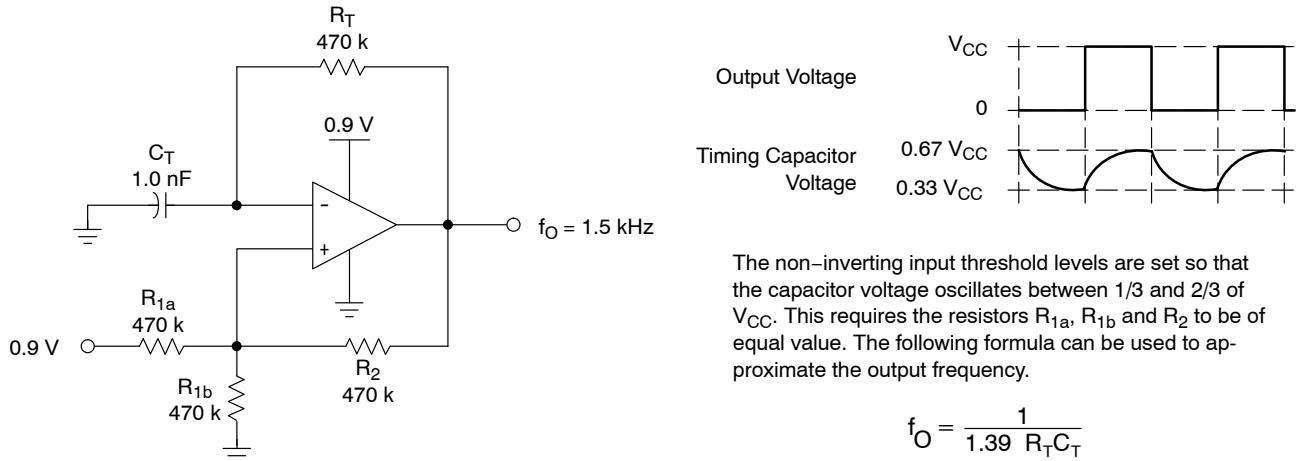 R_T
470 k
0.9 V
C_T
1.0 nF
−
+
f_O = 1.5 kHz
R_1a
470 k
0.9 V
R_1b
470 k
R_2
470 k
Output Voltage
V_CC
0
Timing Capacitor
Voltage
0.67 V_CC
0.33 V_CC
The non−inverting input threshold levels are set so that
the capacitor voltage oscillates between 1/3 and 2/3 of
V_CC. This requires the resistors R_1a, R_1b and R_2 to be of
equal value. The following formula can be used to ap-
proximate the output frequency.
f_O = 1 / 1.39 R_TC_T